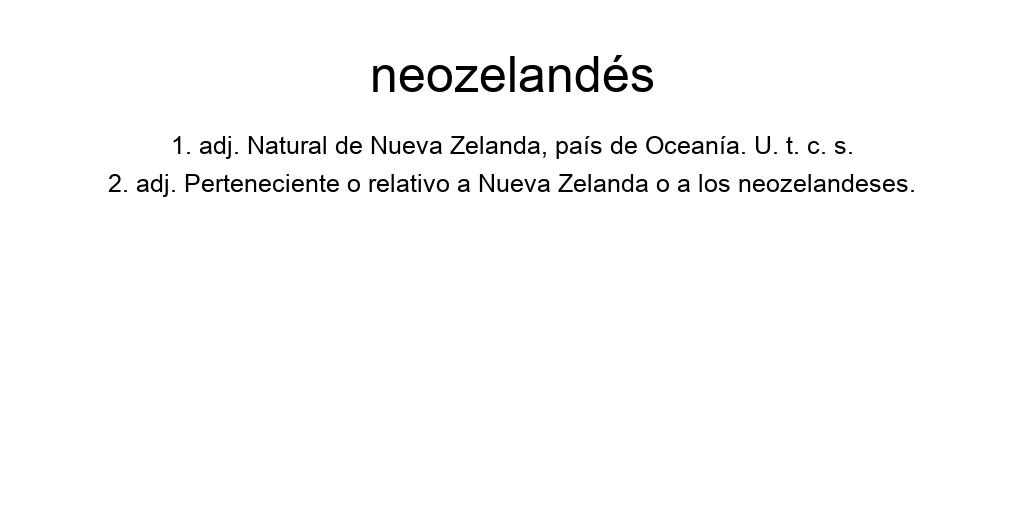 neozelandés
1. adj. Natural de Nueva Zelanda, país de Oceanía. U. t. c. s.
2. adj. Perteneciente o relativo a Nueva Zelanda o a los neozelandeses.